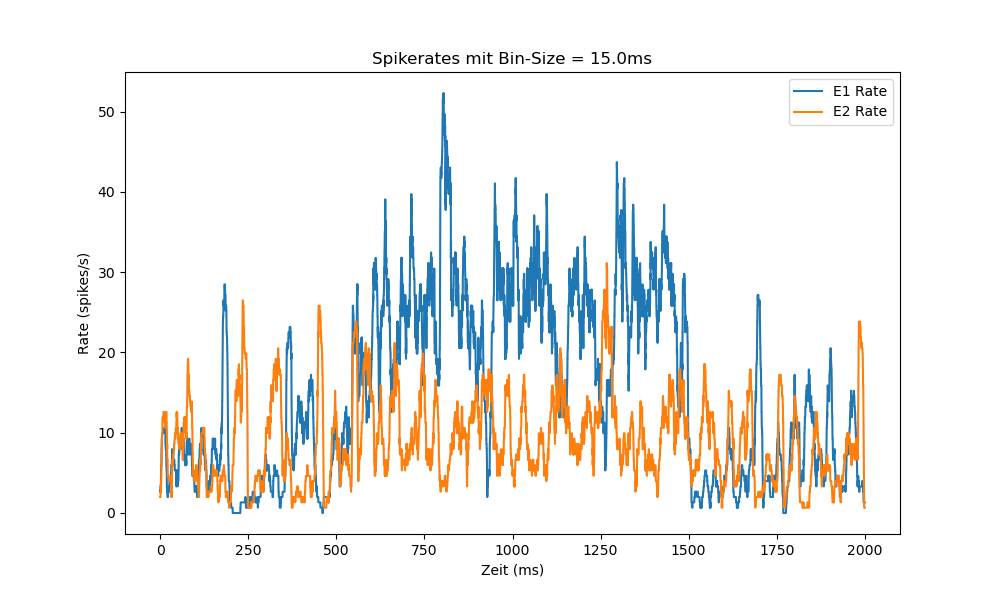 Spikerates mit Bin-Size = 15.0ms
E1 Rate
E2 Rate
Rate (spikes/s)
50
40
30
20
10
0
0 250 500 750 1000 1250 1500 1750 2000
Zeit (ms)